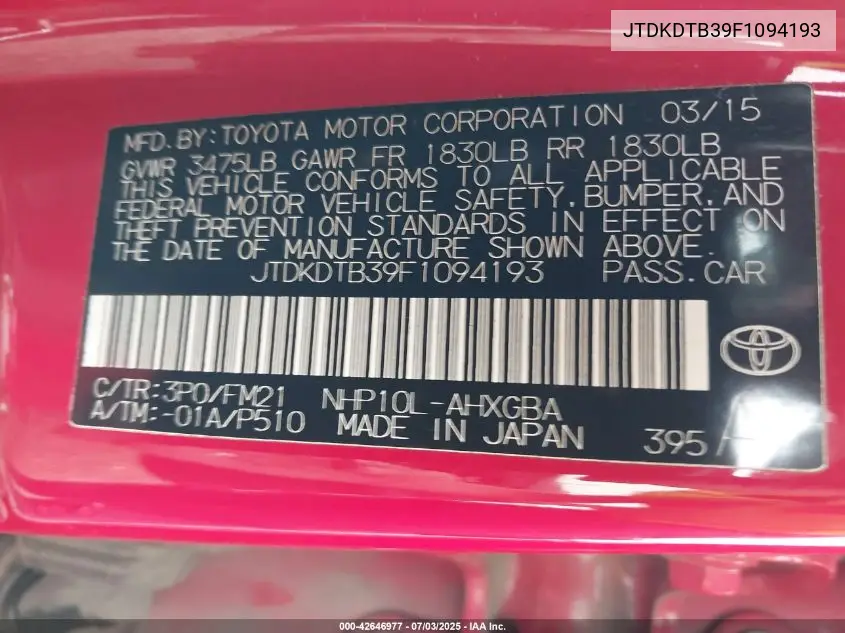 JTDKDTB39F1094193
MFD.BY:TOYOTA MOTOR CORPORATION 03/15
GVWR 3475LB GAWR FR 1830LB RR 1830LB
THIS VEHICLE CONFORMS TO ALL APPLICABLE
FEDERAL MOTOR VEHICLE SAFETY,BUMPER,AND
THEFT PREVENTION STANDARDS IN EFFECT ON
THE DATE OF MANUFACTURE SHOWN ABOVE.
JTDKDTB39F1094193 PASS.CAR
C/TR:3P0/FM21 NHP10L-AHXGBA
A/TM:-01A/P510 MADE IN JAPAN 395
000-42646977 - 07/03/2025 - IAA Inc.